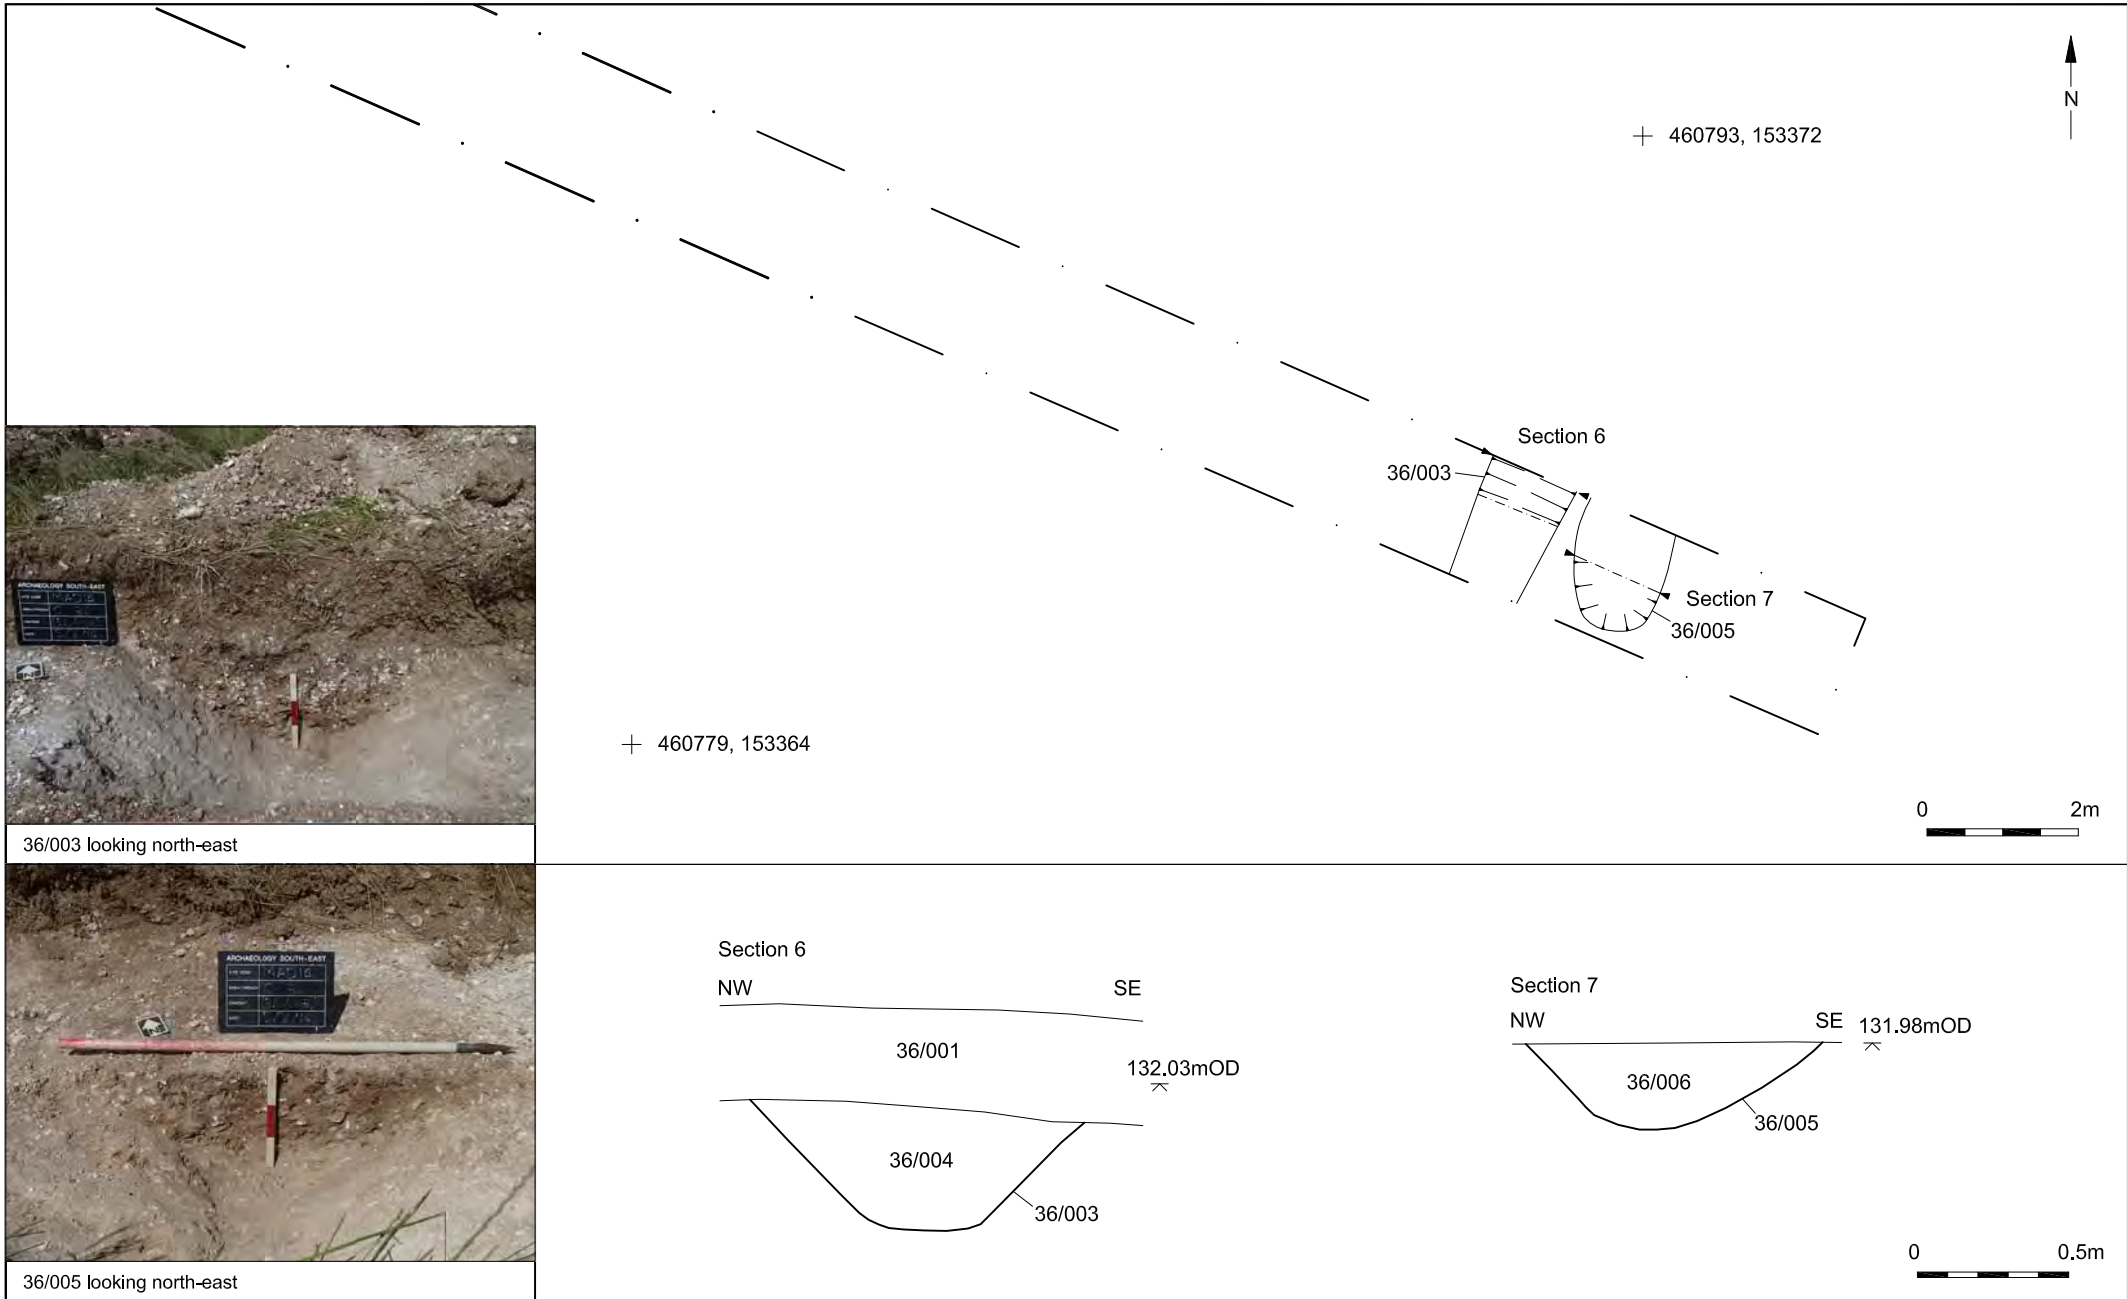 N
460793, 153372
Section 6
36/003
Section 7
36/005
460779, 153364
0 2m
ARCHAEOLOGY SOUTH-EAST
36/003 looking north-east
ARCHAEOLOGY SOUTH-EAST
36/005 looking north-east
Section 6
NW SE
36/001
132.03mOD
36/004
36/003
Section 7
NW SE 131.98mOD
36/006
36/005
0 0.5m